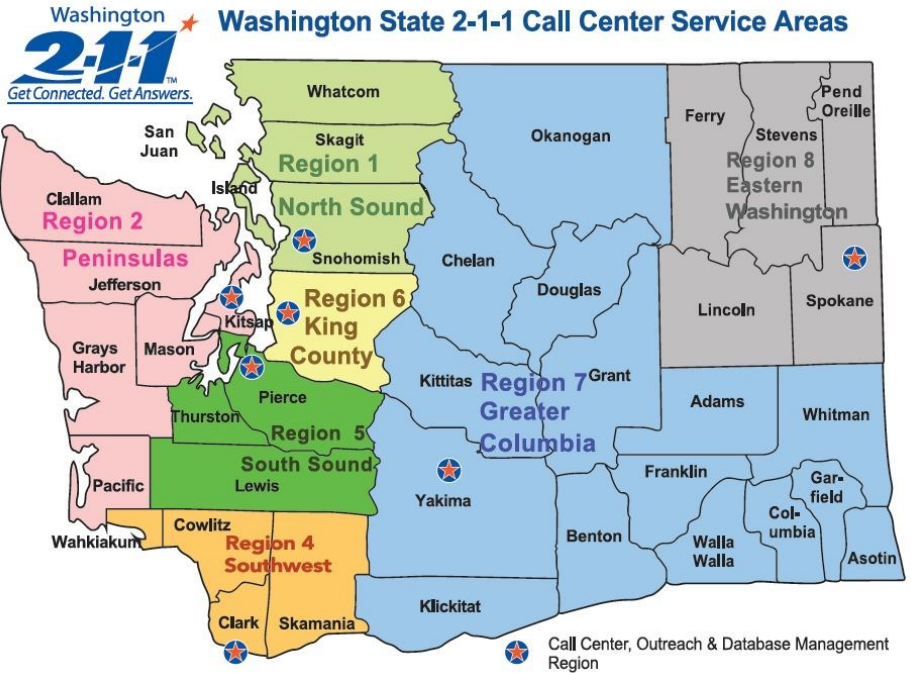 Washington
2-1-1™
Get Connected. Get Answers.
Washington State 2-1-1 Call Center Service Areas
Whatcom
San
Juan
Skagit
Region 1
Island
North Sound
Snohomish
Clallam
Region 2
Peninsulas
Jefferson
Kitsap
Grays
Harbor
Mason
Region 6
King
County
Pierce
Thurston
Region 5
South Sound
Lewis
Pacific
Wahkiakum
Cowlitz
Region 4
Southwest
Clark
Skamania
Okanogan
Chelan
Douglas
Kittitas
Region 7
Greater
Columbia
Grant
Adams
Whitman
Yakima
Franklin
Benton
Walla
Walla
Col-
umbia
Gar-
field
Asotin
Klickitat
Ferry
Stevens
Pend
Oreille
Region 8
Eastern
Washington
Lincoln
Spokane
Call Center, Outreach & Database Management
Region